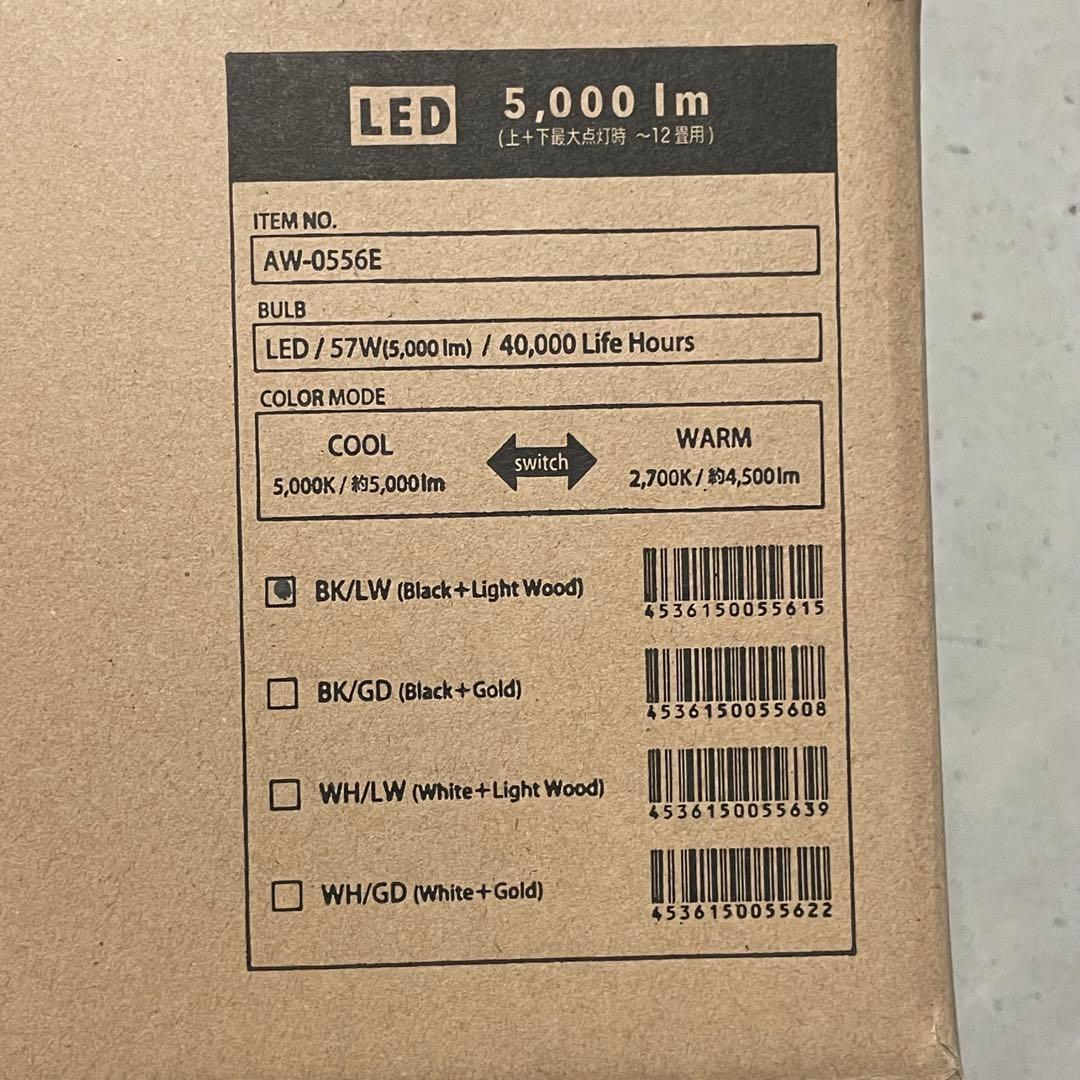 LED 5,000 lm
(上+下最大点灯時 ～12畳用)
ITEM NO.
AW-0556E
BULB
LED / 57W(5,000 lm) / 40,000 Life Hours
COLOR MODE
COOL switch WARM
5,000K / 約5,000lm 2,700K / 約4,500lm
BK/LW (Black+Light Wood)
4536150055615
BK/GD (Black+Gold)
4536150055608
WH/LW (White+Light Wood)
4536150055639
WH/GD (White+Gold)
4536150055622